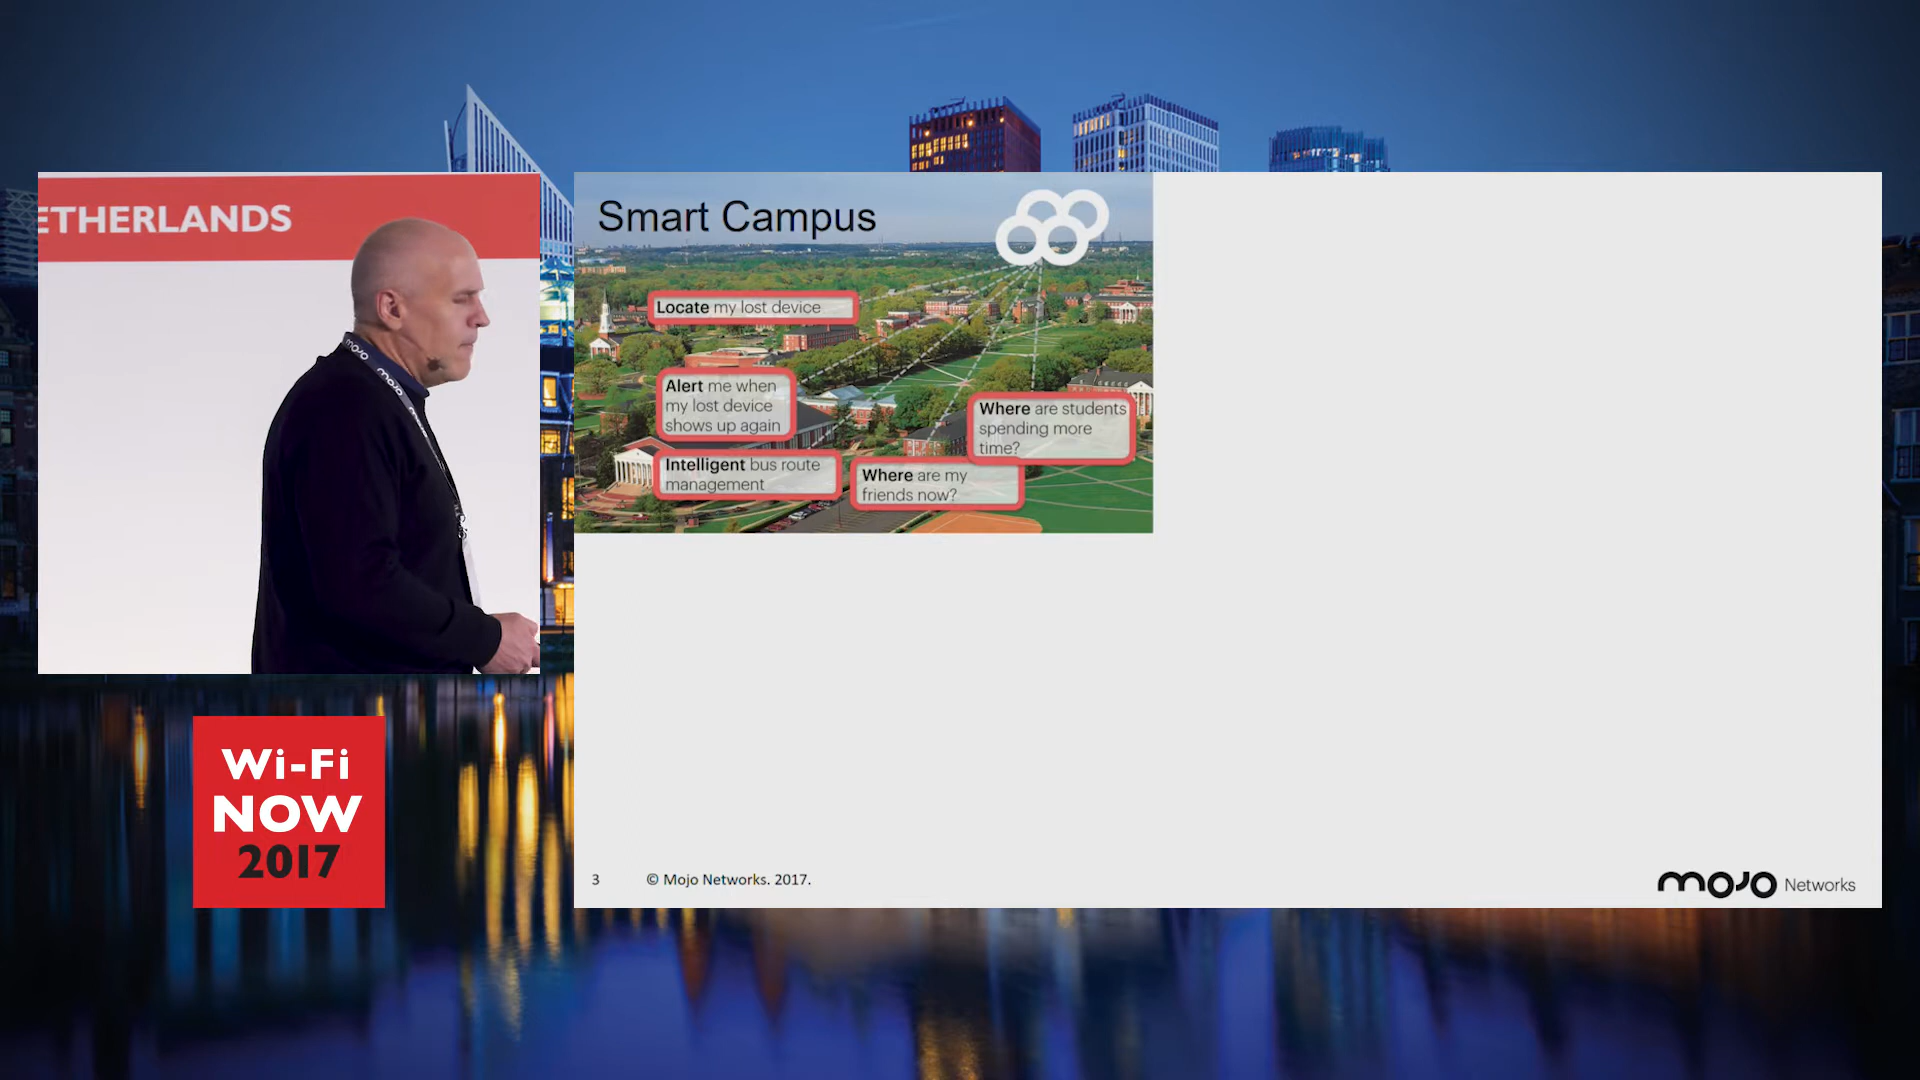 ETHERLANDS
mojo
mojo
Wi-Fi
NOW
2017
Smart Campus
Locate my lost device
Alert me when
my lost device
shows up again
Intelligent bus route
management
Where are my
friends now?
Where are students
spending more
time?
3
© Mojo Networks. 2017.
mojo Networks